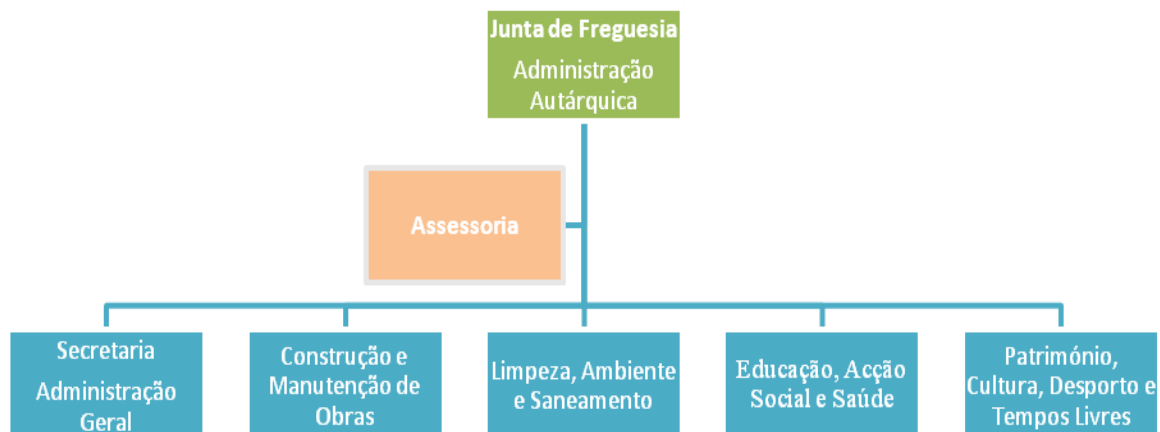 Junta de Freguesia
Administração
Autárquica
Assessoria
Secretaria
Administração
Geral
Construção e
Manutenção de
Obras
Limpeza, Ambiente
e Saneamento
Educação, Acção
Social e Saúde
Património,
Cultura, Desporto e
Tempos Livres